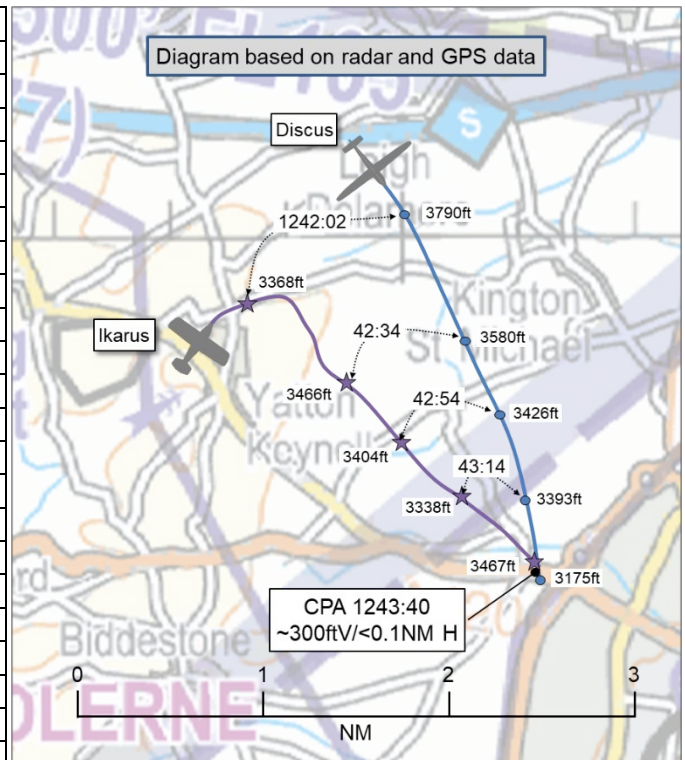 Diagram based on radar and GPS data
Discus
S
Leigh
Delamere
1242:02
3790ft
3368ft
Ikarus
Kington
St Michael
42:34
3580ft
3466ft
Yatton
Keynell
42:54
3426ft
3404ft
43:14
3393ft
3338ft
3467ft
3175ft
CPA 1243:40
~300ftV/<0.1NM H
Biddestone
0
1
2
3
NM